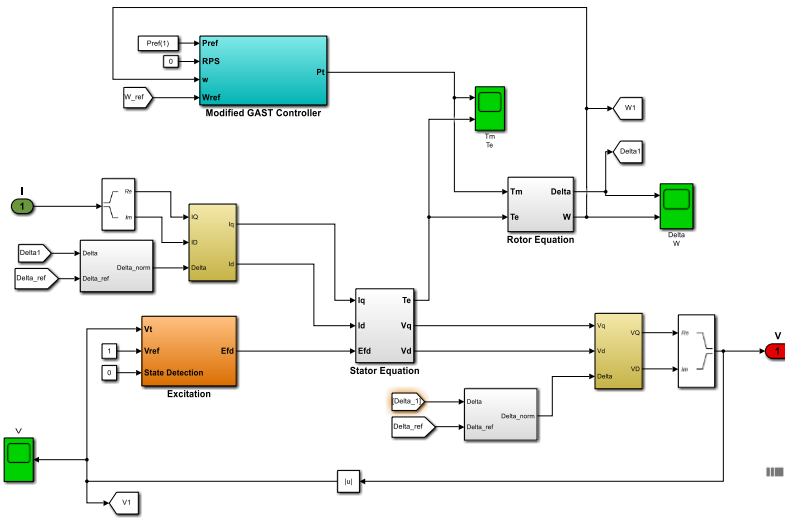 Pref(1)
Pref
0
RPS
w
W_ref
Wref
Pt
Modified GAST Controller
Tm
Te
W1
Delta1
Tm
Delta
Te
W
Rotor Equation
Delta
W
I
1
Re
Im
IQ
Iq
ID
Id
Delta
Delta1
Delta
Delta_norm
Delta_ref
Delta_ref
Iq
Te
Id
Vq
Efd
Vd
Stator Equation
Vt
1
Vref
Efd
0
State Detection
Excitation
Vq
VQ
Vd
VD
Delta
Re
Im
V
1
[Delta_1]
Delta
Delta_norm
Delta_ref
Delta_ref
V
|u|
V1